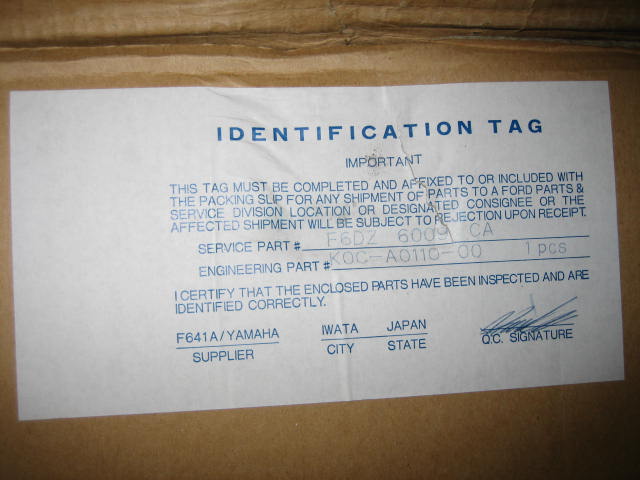 IDENTIFICATION TAG
IMPORTANT
THIS TAG MUST BE COMPLETED AND AFFIXED TO OR INCLUDED WITH
THE PACKING SLIP FOR ANY SHIPMENT OF PARTS TO A FORD PARTS &
SERVICE DIVISION LOCATION OR DESIGNATED CONSIGNEE OR THE
AFFECTED SHIPMENT WILL BE SUBJECT TO REJECTION UPON RECEIPT.
SERVICE PART # F6DZ 6009 CA
ENGINEERING PART # KOC-A0110-00 1 pcs
I CERTIFY THAT THE ENCLOSED PARTS HAVE BEEN INSPECTED AND ARE
IDENTIFIED CORRECTLY.
F641A/YAMAHA IWATA JAPAN
SUPPLIER CITY STATE Q.C. SIGNATURE